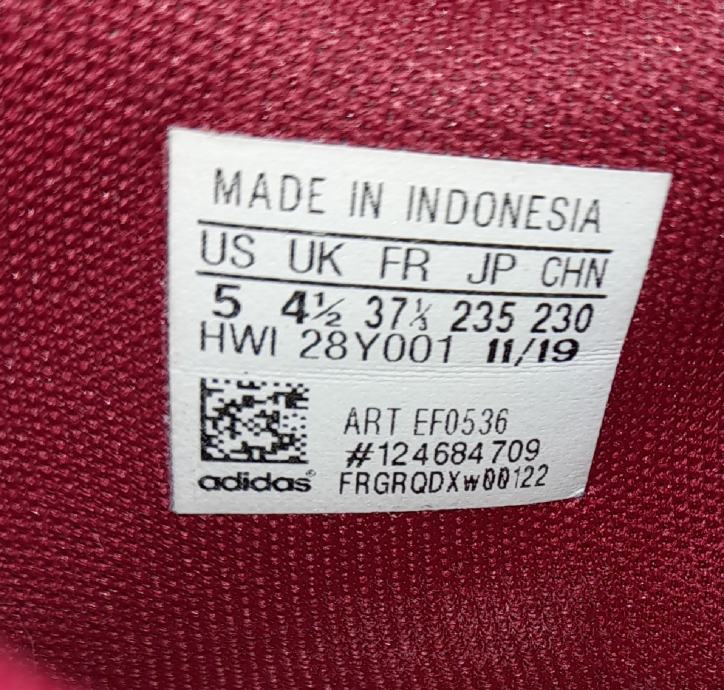 MADE IN INDONESIA
US UK FR JP CHN
5 4½ 37⅓ 235 230
HWI 28Y001 11/19
ART EF0536
#124684709
adidas® FRGRQDXW00122